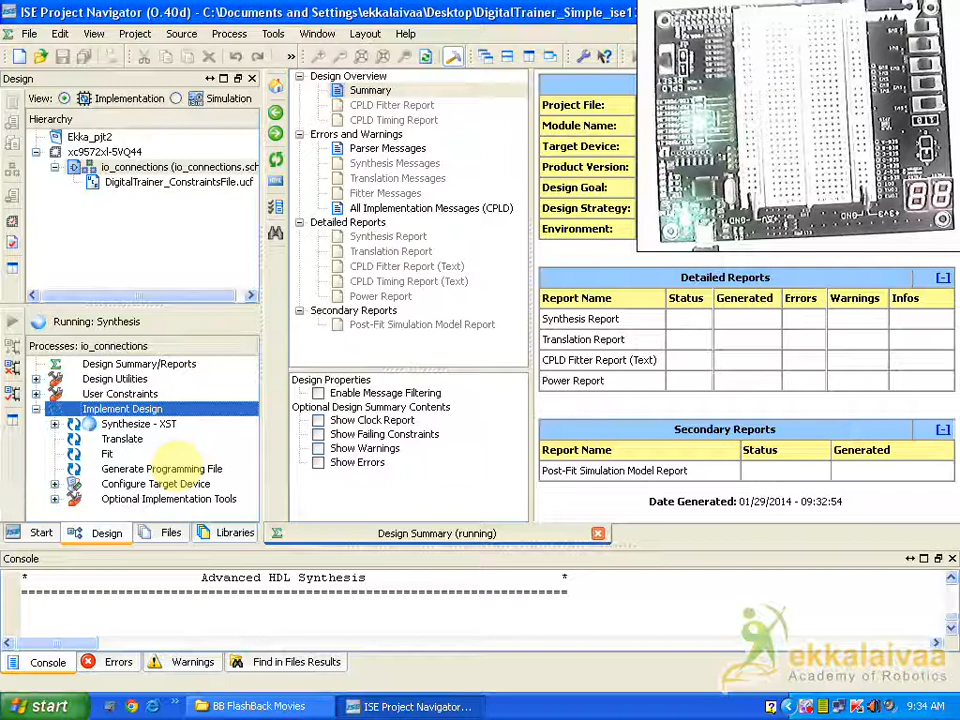 ISE Project Navigator (O.40d) - C:\Documents and Settings\ekkalaivaa\Desktop\DigitalTrainer_Simple_ise1
File Edit View Project Source Process Tools Window Layout Help
Design
View: Implementation Simulation
Hierarchy
Ekka_pjt2
xc9572xl-5VQ44
io_connections (io_connections.sch
DigitalTrainer_ConstraintsFile.ucf
Running: Synthesis
Processes: io_connections
Design Summary/Reports
Design Utilities
User Constraints
Implement Design
Synthesize - XST
Translate
Fit
Generate Programming File
Configure Target Device
Optional Implementation Tools
Start Design Files Libraries
Design Overview
Summary
CPLD Fitter Report
CPLD Timing Report
Errors and Warnings
Parser Messages
Synthesis Messages
Translation Messages
Fitter Messages
All Implementation Messages (CPLD)
Detailed Reports
Synthesis Report
Translation Report
CPLD Fitter Report (Text)
CPLD Timing Report (Text)
Power Report
Secondary Reports
Post-Fit Simulation Model Report
Design Properties
Enable Message Filtering
Optional Design Summary Contents
Show Clock Report
Show Failing Constraints
Show Warnings
Show Errors
Design Summary (running)
Project File:
Module Name:
Target Device:
Product Version:
Design Goal:
Design Strategy:
Environment:
Detailed Reports [-]
Report Name Status Generated Errors Warnings Infos
Synthesis Report
Translation Report
CPLD Fitter Report (Text)
Power Report
Secondary Reports [-]
Report Name Status Generated
Post-Fit Simulation Model Report
Date Generated: 01/29/2014 - 09:32:54
Console
* Advanced HDL Synthesis *
=========================================================================
Console Errors Warnings Find in Files Results
ekkalaivaa
Academy of Robotics
start BB FlashBack Movies ISE Project Navigator... 9:34 AM